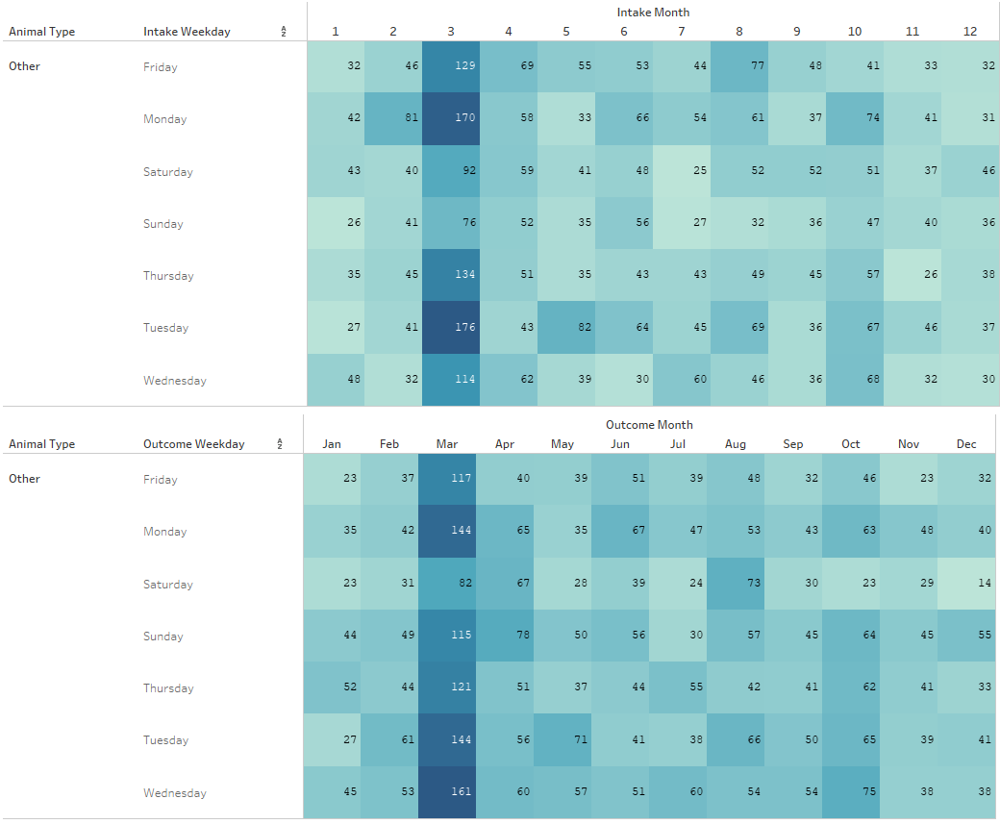 Intake Month
Animal Type Intake Weekday 1 2 3 4 5 6 7 8 9 10 11 12
Other Friday 32 46 129 69 55 53 44 77 48 41 33 32
Monday 42 81 170 58 33 66 54 61 37 74 41 31
Saturday 43 40 92 59 41 48 25 52 52 51 37 46
Sunday 26 41 76 52 35 56 27 32 36 47 40 36
Thursday 35 45 134 51 35 43 43 49 45 57 26 38
Tuesday 27 41 176 43 82 64 45 69 36 67 46 37
Wednesday 48 32 114 62 39 30 60 46 36 68 32 30
Outcome Month
Animal Type Outcome Weekday Jan Feb Mar Apr May Jun Jul Aug Sep Oct Nov Dec
Other Friday 23 37 117 40 39 51 39 48 32 46 23 32
Monday 35 42 144 65 35 67 47 53 43 63 48 40
Saturday 23 31 82 67 28 39 24 73 30 23 29 14
Sunday 44 49 115 78 50 56 30 57 45 64 45 55
Thursday 52 44 121 51 37 44 55 42 41 62 41 33
Tuesday 27 61 144 56 71 41 38 66 50 65 39 41
Wednesday 45 53 161 60 57 51 60 54 54 75 38 38